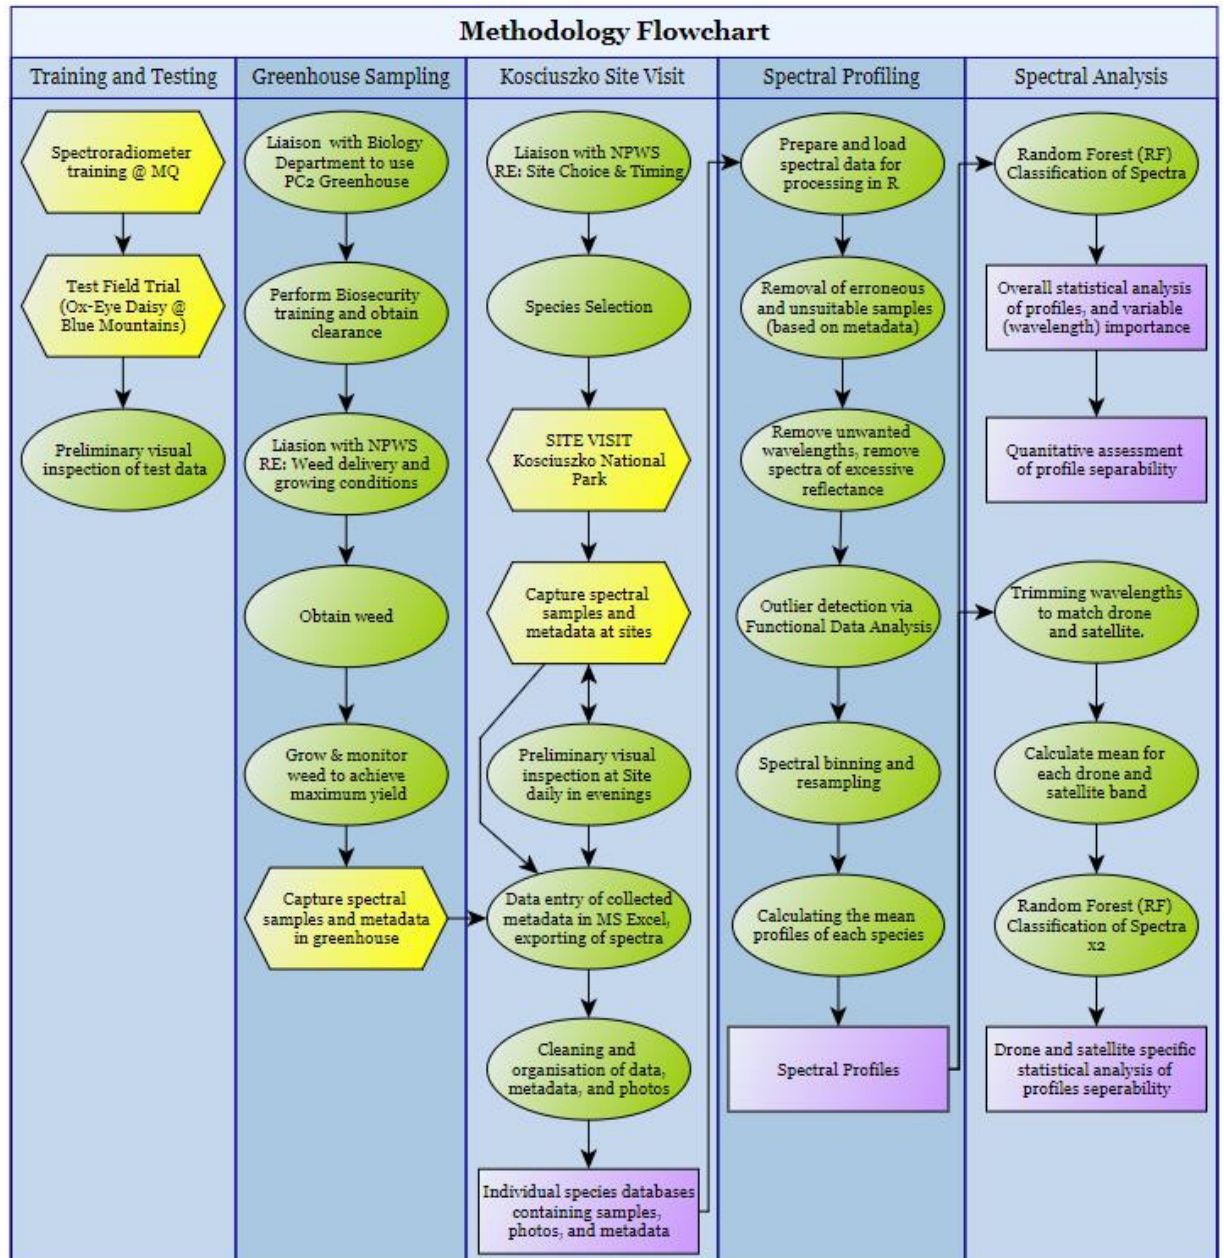 Methodology Flowchart
Training and Testing
Spectroradiometer
training @ MQ
Test Field Trial
(Ox-Eye Daisy @
Blue Mountains)
Preliminary visual
inspection of test data
Greenhouse Sampling
Liaison with Biology
Department to use
PC2 Greenhouse
Perform Biosecurity
training and obtain
clearance
Liasion with NPWS
RE: Weed delivery and
growing conditions
Obtain weed
Grow & monitor
weed to achieve
maximum yield
Capture spectral
samples and metadata
in greenhouse
Kosciuszko Site Visit
Liaison with NPWS
RE: Site Choice & Timing
Species Selection
SITE VISIT
Kosciuszko National
Park
Capture spectral
samples and
metadata at sites
Preliminary visual
inspection at Site
daily in evenings
Data entry of collected
metadata in MS Excel,
exporting of spectra
Cleaning and
organisation of data,
metadata, and photos
Individual species databases
containing samples,
photos, and metadata
Spectral Profiling
Prepare and load
spectral data for
processing in R
Removal of erroneous
and unsuitable samples
(based on metadata)
Remove unwanted
wavelengths, remove
spectra of excessive
reflectance
Outlier detection via
Functional Data Analysis
Spectral binning and
resampling
Calculating the mean
profiles of each species
Spectral Profiles
Spectral Analysis
Random Forest (RF)
Classification of Spectra
Overall statistical analysis
of profiles, and variable
(wavelength) importance
Quantitative assessment
of profile separability
Trimming wavelengths
to match drone
and satellite.
Calculate mean for
each drone and
satellite band
Random Forest (RF)
Classification of Spectra
x2
Drone and satellite specific
statistical analysis of
profiles seperability